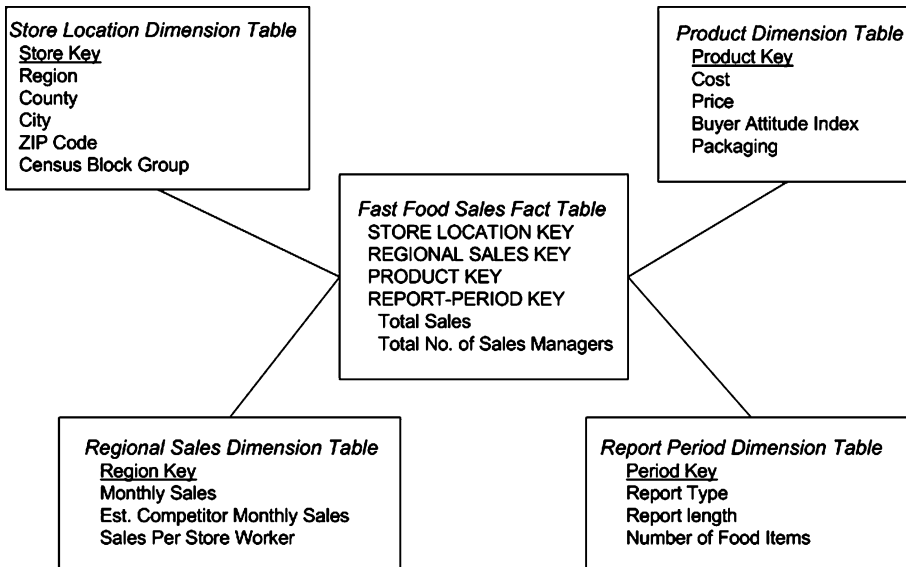 Store Location Dimension Table
Store Key
Region
County
City
ZIP Code
Census Block Group
Product Dimension Table
Product Key
Cost
Price
Buyer Attitude Index
Packaging
Fast Food Sales Fact Table
STORE LOCATION KEY
REGIONAL SALES KEY
PRODUCT KEY
REPORT-PERIOD KEY
Total Sales
Total No. of Sales Managers
Regional Sales Dimension Table
Region Key
Monthly Sales
Est. Competitor Monthly Sales
Sales Per Store Worker
Report Period Dimension Table
Period Key
Report Type
Report length
Number of Food Items